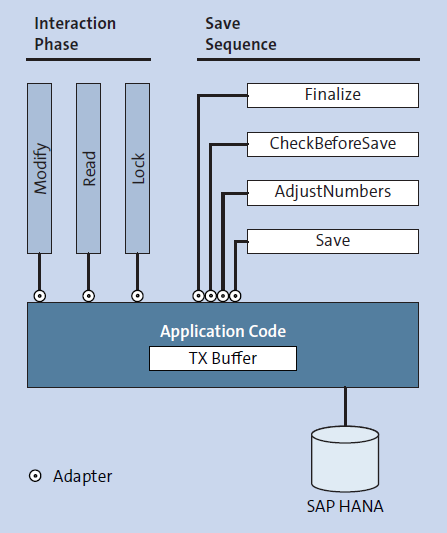 Interaction
Phase
Save
Sequence
Modify
Read
Lock
Finalize
CheckBeforeSave
AdjustNumbers
Save
Application Code
TX Buffer
Adapter
SAP HANA